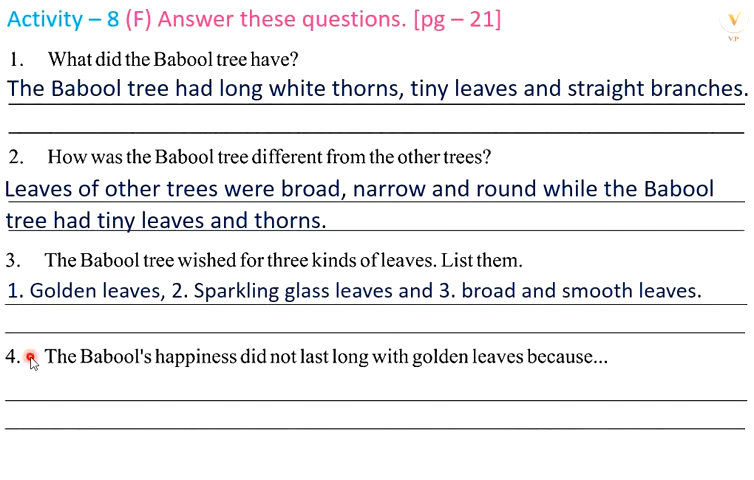 Activity – 8 (F) Answer these questions. [pg – 21]
V.P
1. What did the Babool tree have?
The Babool tree had long white thorns, tiny leaves and straight branches.
2. How was the Babool tree different from the other trees?
Leaves of other trees were broad, narrow and round while the Babool
tree had tiny leaves and thorns.
3. The Babool tree wished for three kinds of leaves. List them.
1. Golden leaves, 2. Sparkling glass leaves and 3. broad and smooth leaves.
4. The Babool's happiness did not last long with golden leaves because...